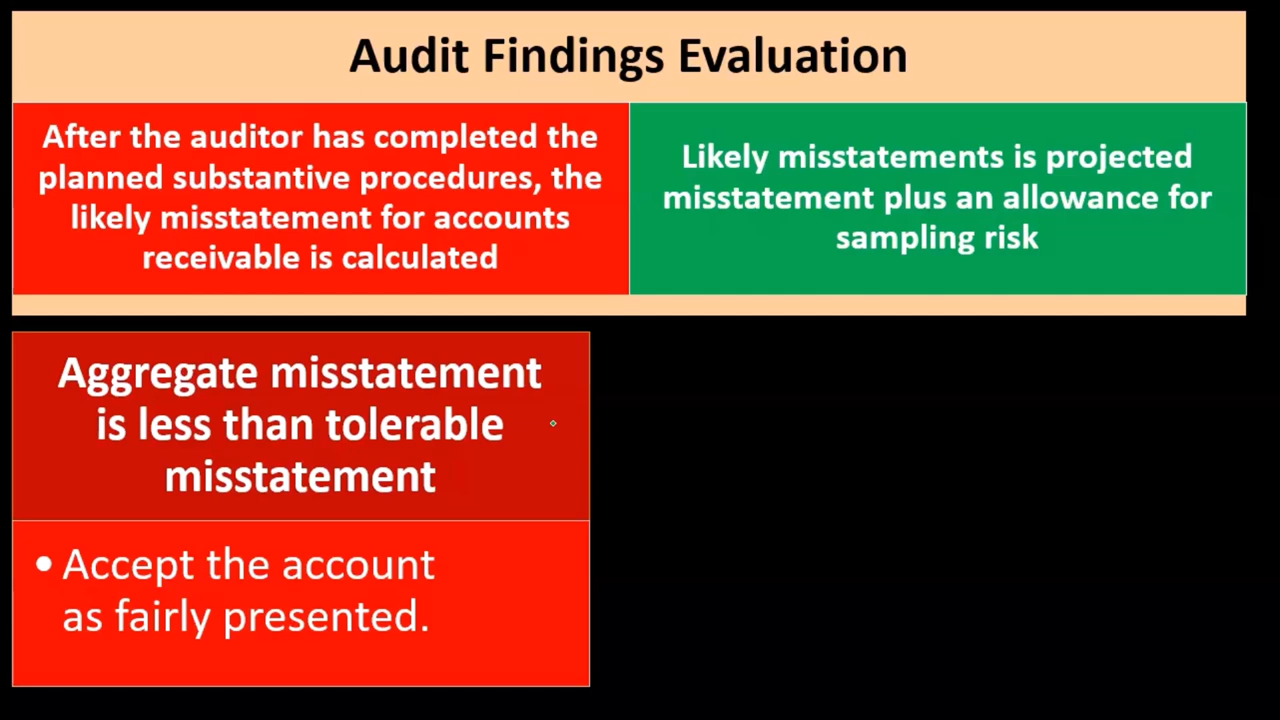 Audit Findings Evaluation
After the auditor has completed the
planned substantive procedures, the
likely misstatement for accounts
receivable is calculated
Likely misstatements is projected
misstatement plus an allowance for
sampling risk
Aggregate misstatement
is less than tolerable
misstatement
• Accept the account
as fairly presented.